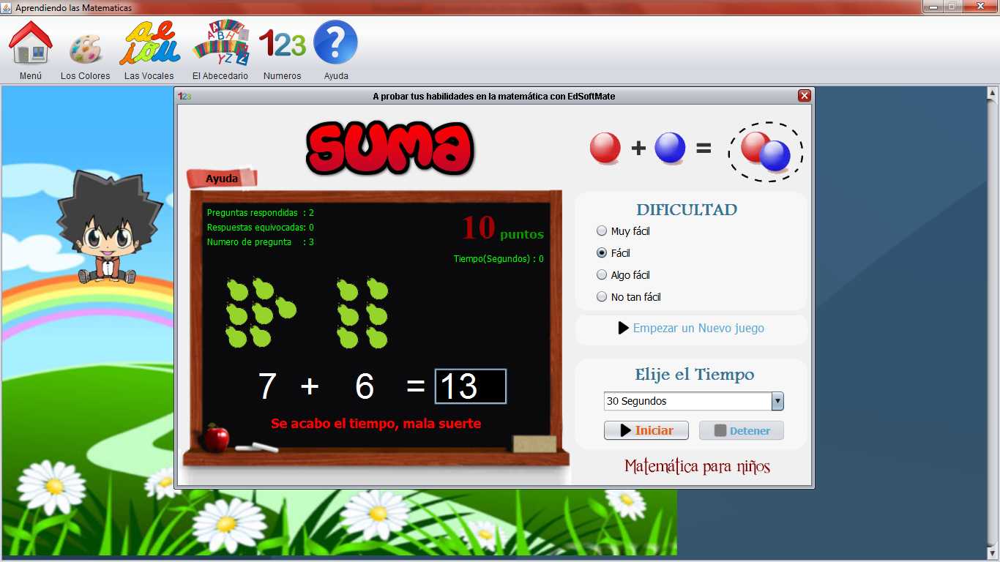 Aprendiendo las Matematicas
a e
i o u
A B H
Y Z Z
123
?
Menú
Los Colores
Las Vocales
El Abecedario
Numeros
Ayuda
123
A probar tus habilidades en la matemática con EdSoftMate
SUMA
+ =
Ayuda
Preguntas respondidas : 2
Respuestas equivocadas: 0
Numero de pregunta : 3
10 puntos
Tiempo(Segundos) : 0
7 + 6 = 13
Se acabo el tiempo, mala suerte
DIFICULTAD
Muy fácil
Fácil
Algo fácil
No tan fácil
Empezar un Nuevo juego
Elije el Tiempo
30 Segundos
Iniciar
Detener
Matemática para niños